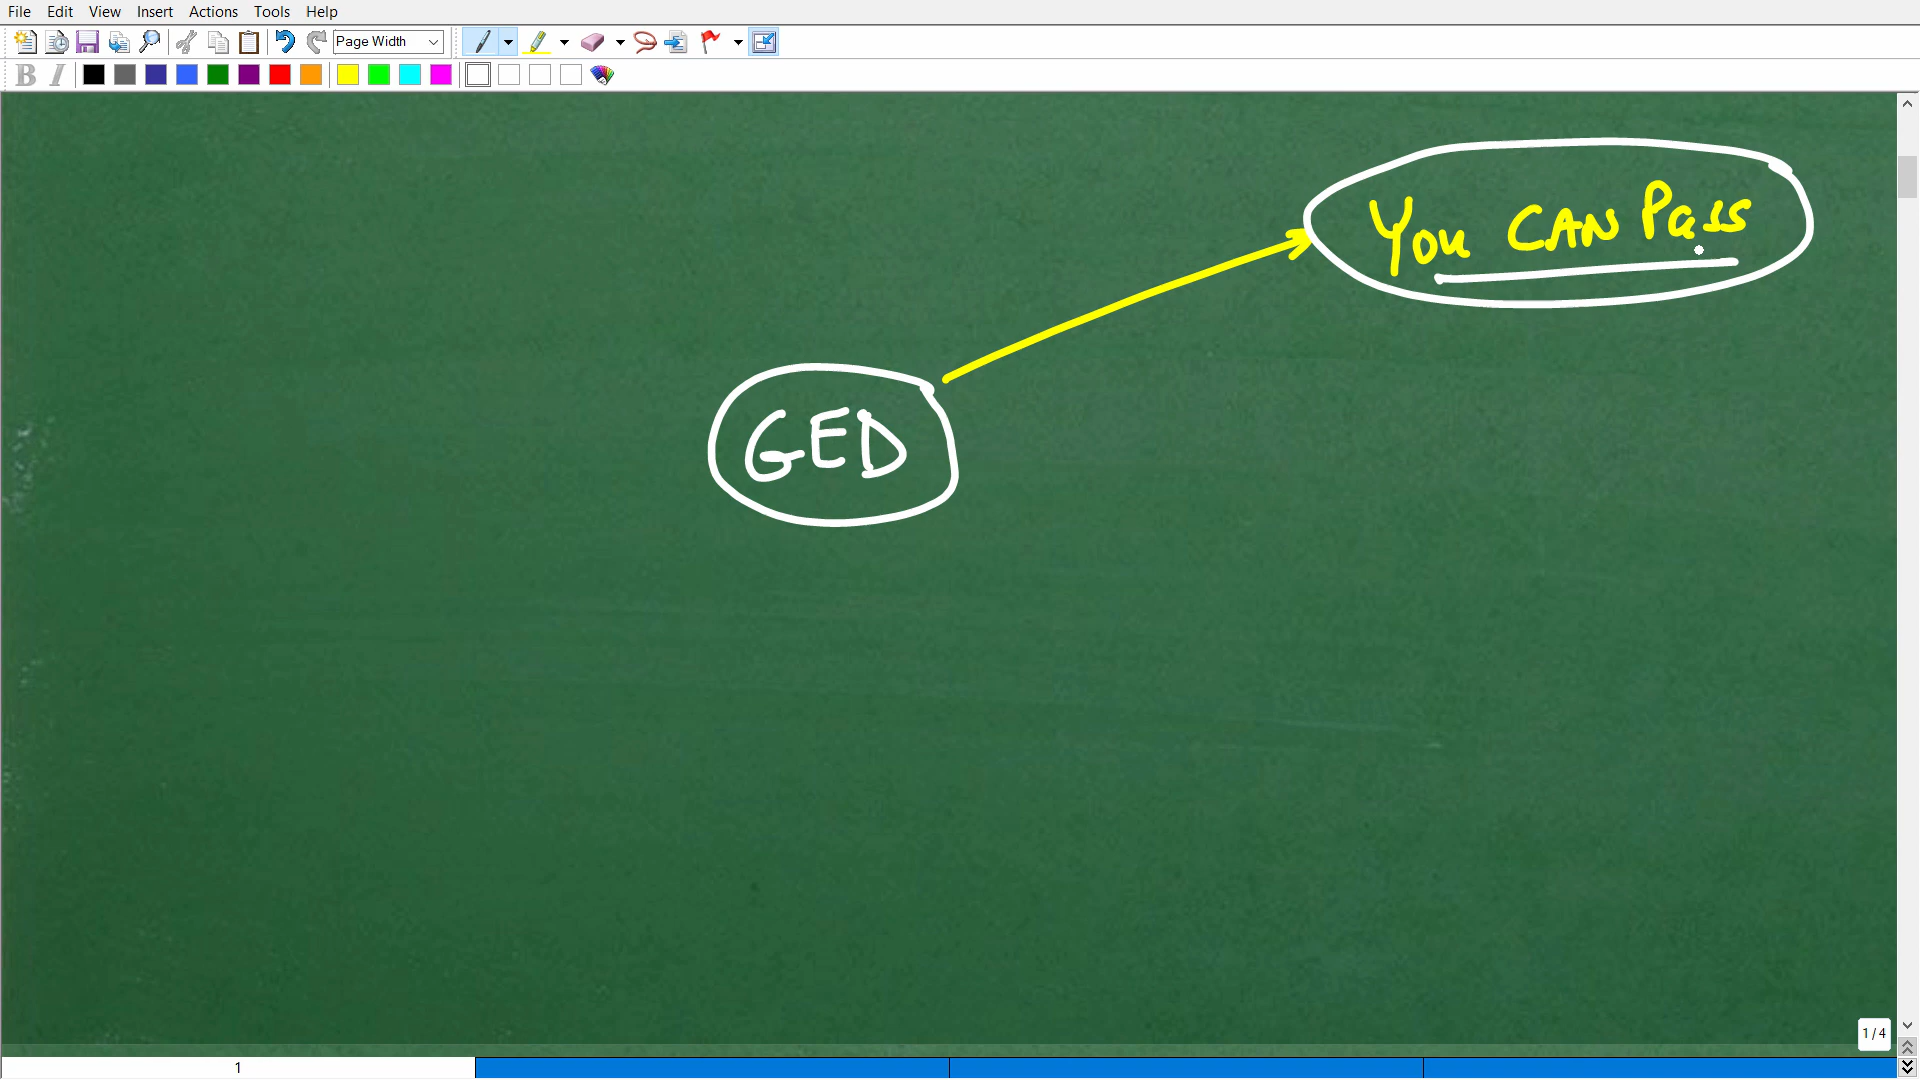 File Edit View Insert Actions Tools Help
Page Width
B I
You CAN Pass
GED
1 / 4
1